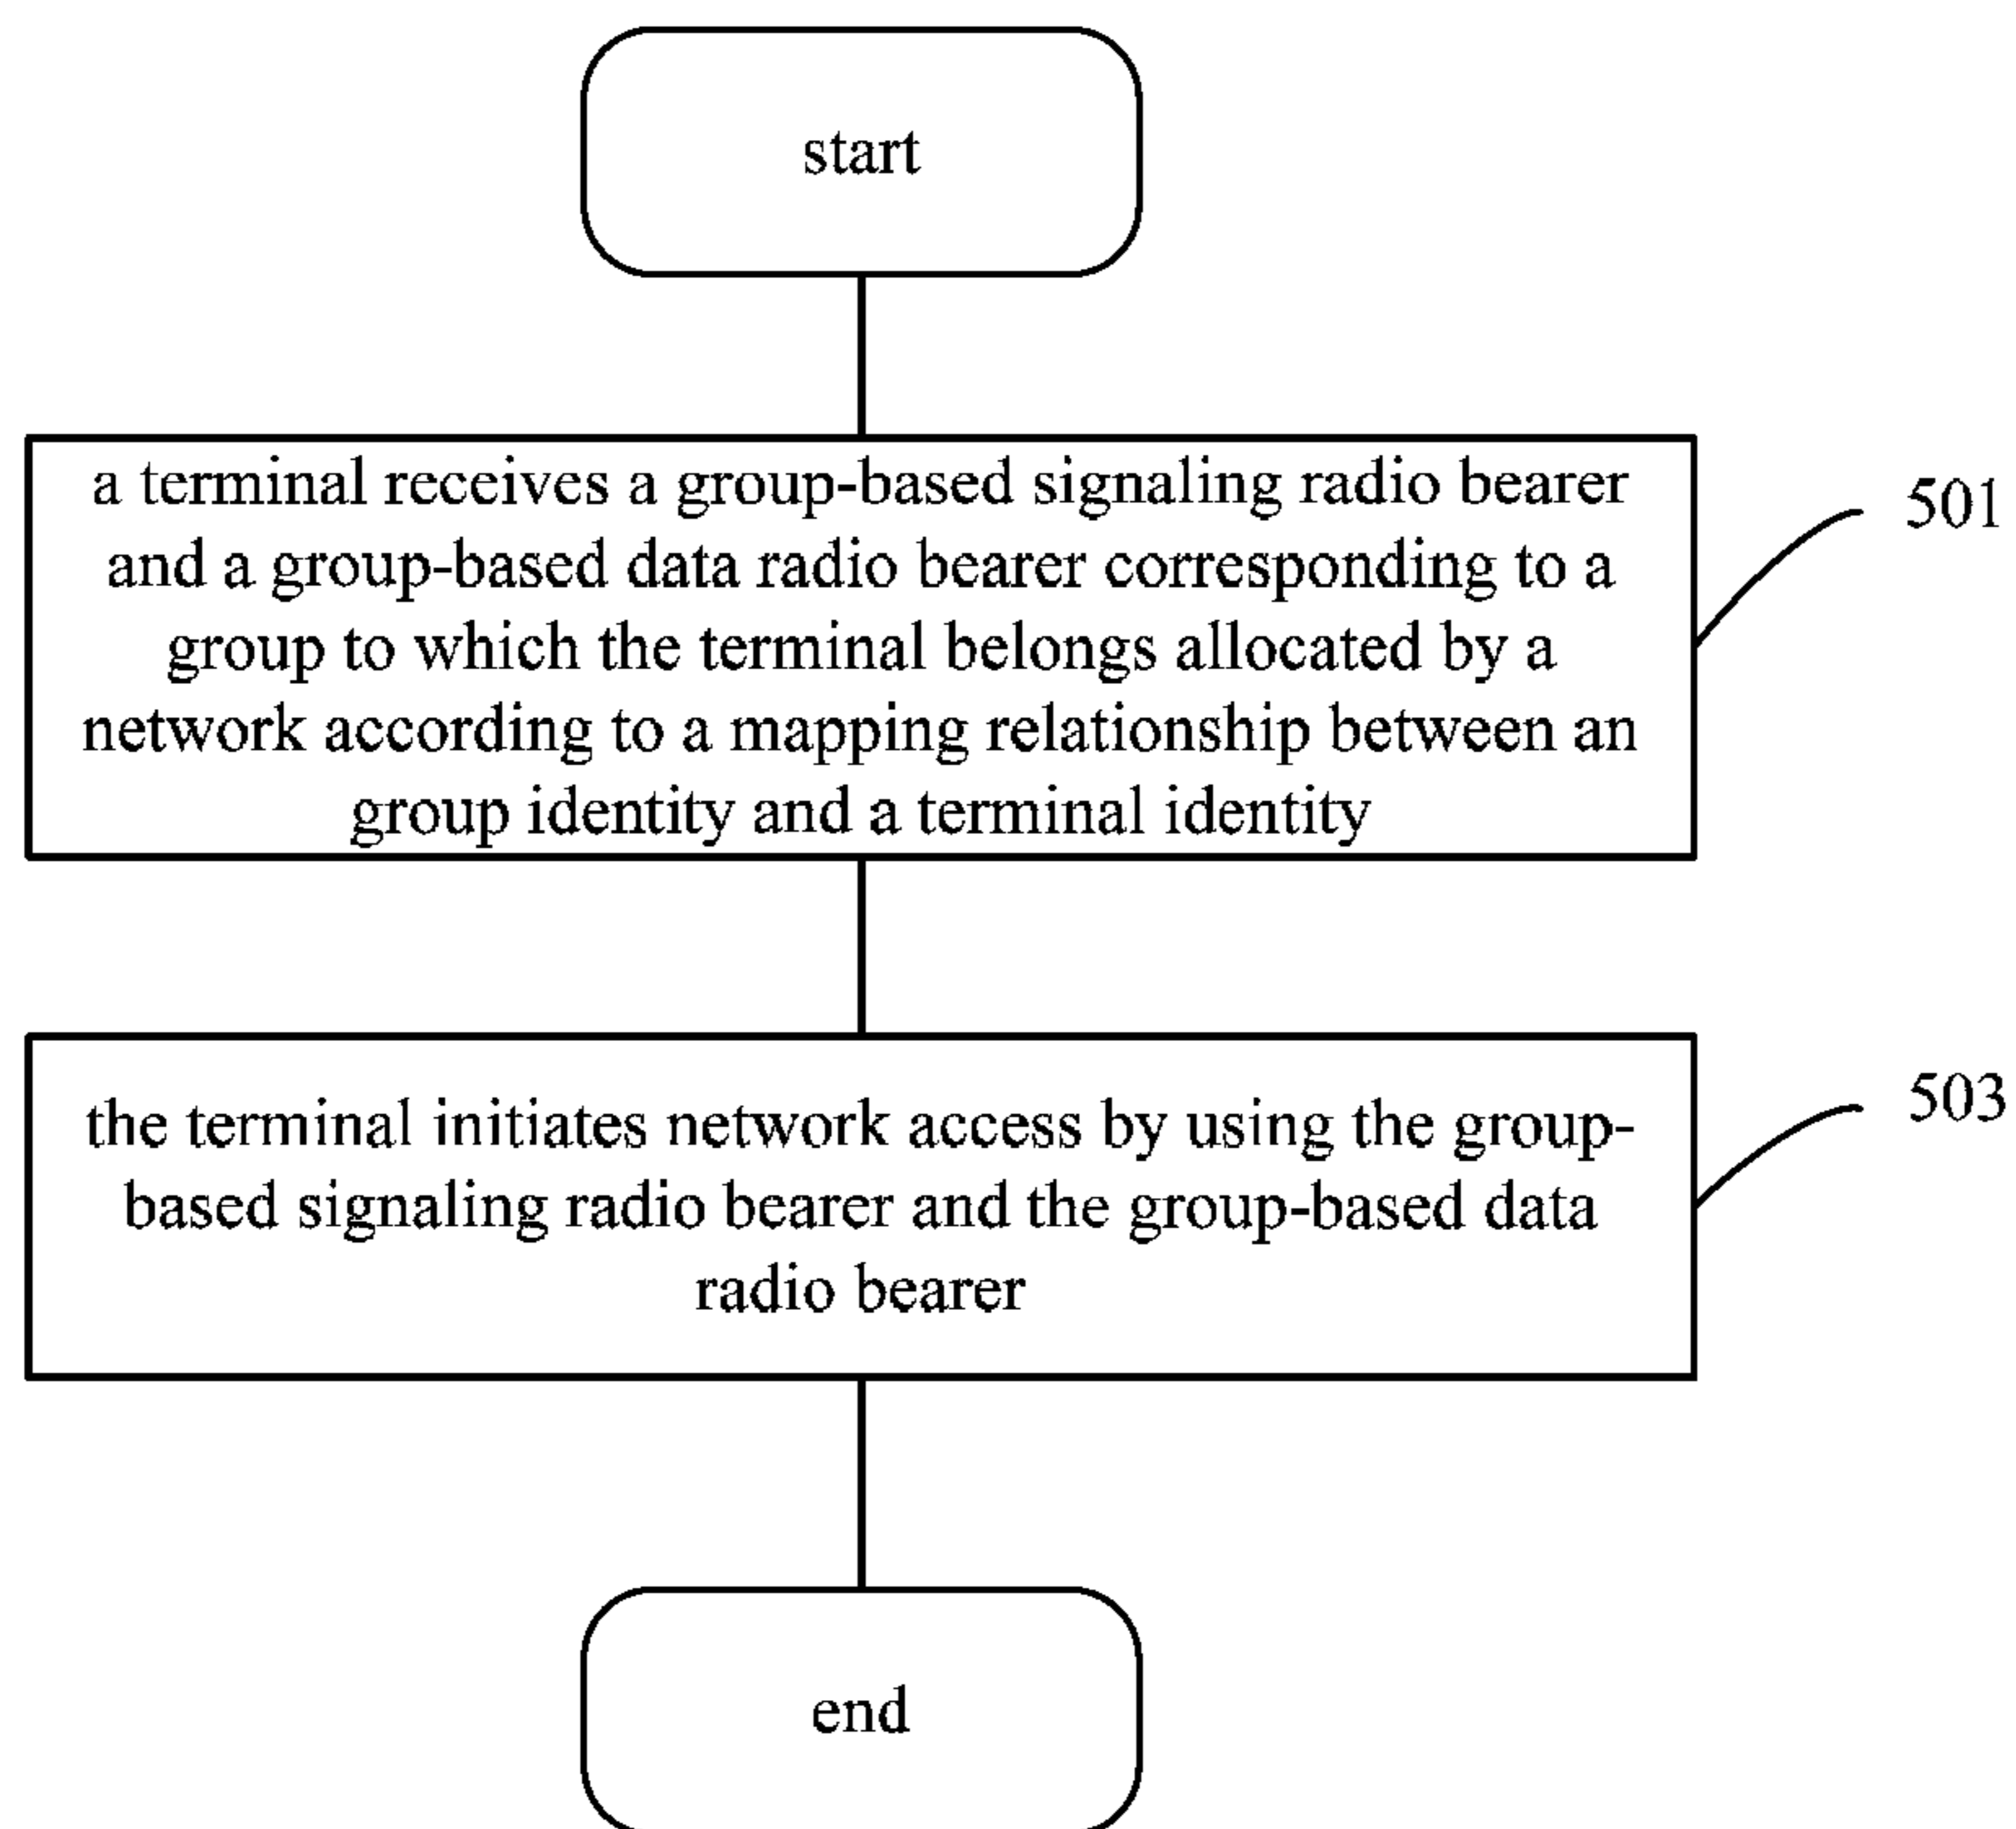 start
a terminal receives a group-based signaling radio bearer
and a group-based data radio bearer corresponding to a
group to which the terminal belongs allocated by a
network according to a mapping relationship between an
group identity and a terminal identity
501
the terminal initiates network access by using the group-
based signaling radio bearer and the group-based data
radio bearer
503
end